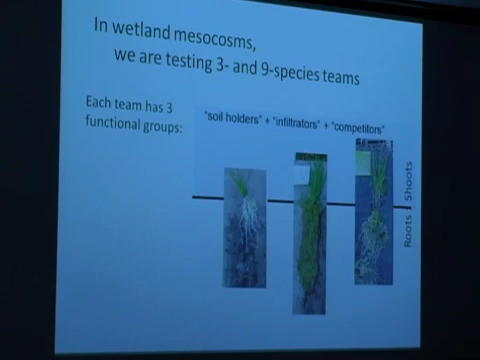 In wetland mesocosms,
we are testing 3- and 9-species teams
Each team has 3
functional groups:
"soil holders" + "infiltrators" + "competitors"
Roots Shoots